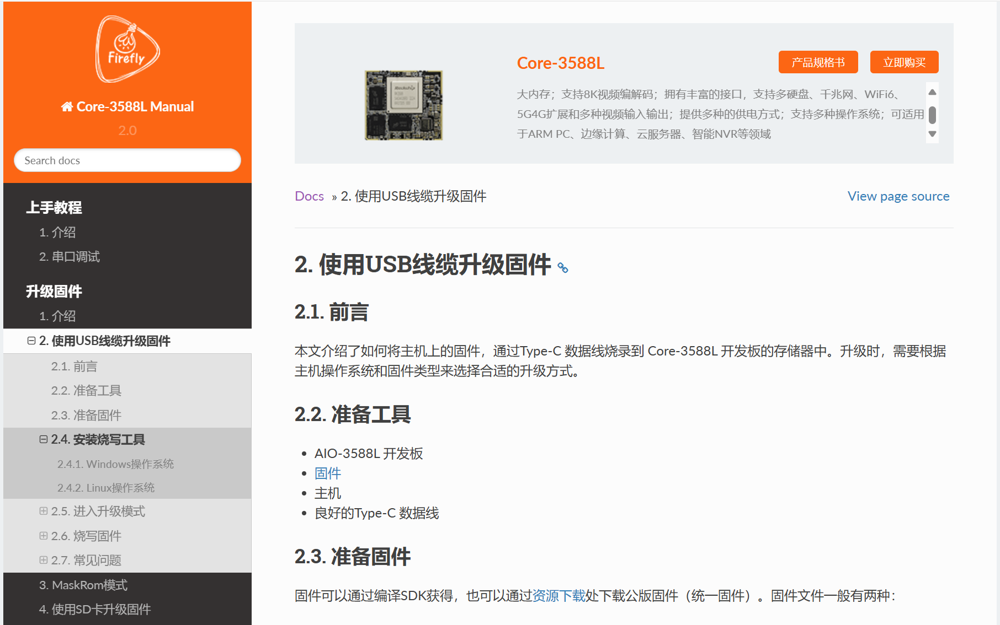 Firefly
Core-3588L Manual
2.0
Search docs
上手教程
1. 介绍
2. 串口调试
升级固件
1. 介绍
2. 使用USB线缆升级固件
2.1. 前言
2.2. 准备工具
2.3. 准备固件
2.4. 安装烧写工具
2.4.1. Windows操作系统
2.4.2. Linux操作系统
2.5. 进入升级模式
2.6. 烧写固件
2.7. 常见问题
3. MaskRom模式
4. 使用SD卡升级固件
Rockchip
Core-3588L
产品规格书
立即购买
大内存；支持8K视频编解码；拥有丰富的接口，支持多硬盘、千兆网、WiFi6、
5G4G扩展和多种视频输入输出；提供多种的供电方式；支持多种操作系统；可适用
于ARM PC、边缘计算、云服务器、智能NVR等领域
Docs » 2. 使用USB线缆升级固件
View page source
2. 使用USB线缆升级固件
2.1. 前言
本文介绍了如何将主机上的固件，通过Type-C 数据线烧录到 Core-3588L 开发板的存储器中。升级时，需要根据
主机操作系统和固件类型来选择合适的升级方式。
2.2. 准备工具
• AIO-3588L 开发板
• 固件
• 主机
• 良好的Type-C 数据线
2.3. 准备固件
固件可以通过编译SDK获得，也可以通过资源下载处下载公版固件（统一固件）。固件文件一般有两种：